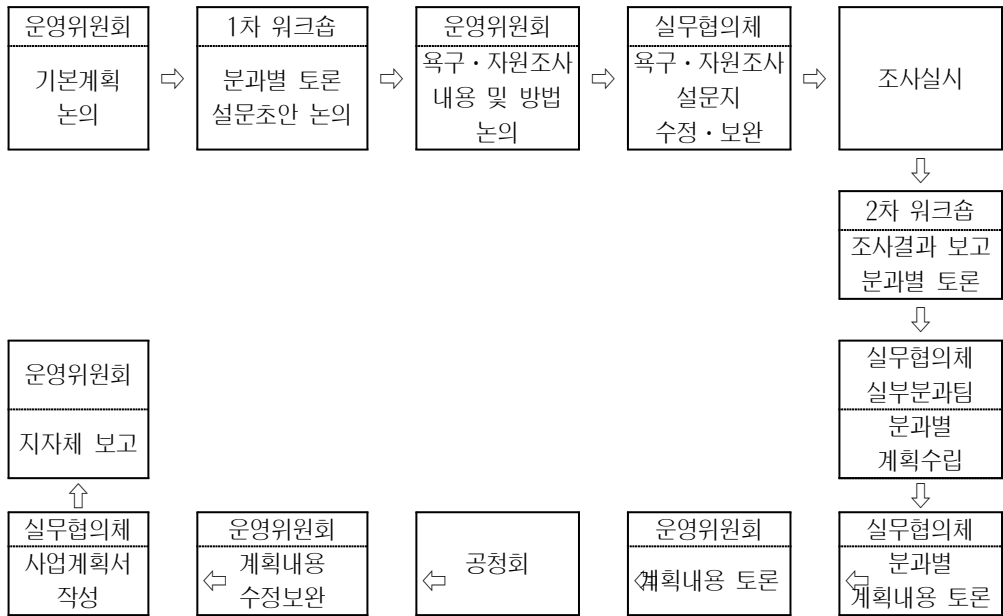 운영위원회
기본계획
논의
⇨
1차 워크숍
분과별 토론
설문초안 논의
⇨
운영위원회
욕구・자원조사
내용 및 방법
논의
⇨
실무협의체
욕구・자원조사
설문지
수정・보완
⇨
조사실시
⇩
2차 워크숍
조사결과 보고
분과별 토론
⇩
실무협의체
실부분과팀
분과별
계획수립
⇩
실무협의체
분과별
계획내용 토론
⇦
운영위원회
계획내용 토론
⇦
공청회
⇦
운영위원회
계획내용
수정보완
⇦
실무협의체
사업계획서
작성
⇧
운영위원회
지자체 보고